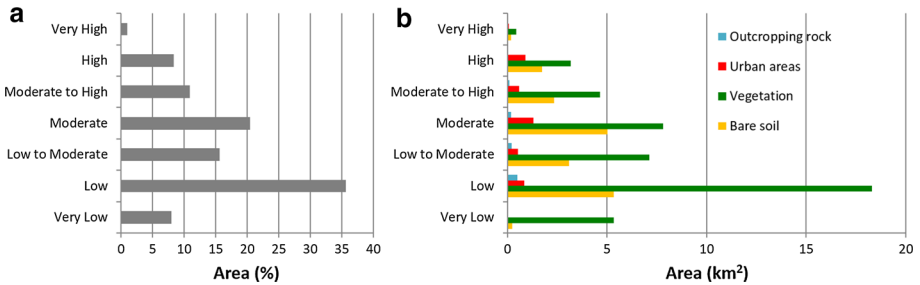 a
Very High
High
Moderate to High
Moderate
Low to Moderate
Low
Very Low
0 5 10 15 20 25 30 35 40
Area (%)
b
Very High
High
Moderate to High
Moderate
Low to Moderate
Low
Very Low
Outcropping rock
Urban areas
Vegetation
Bare soil
0 5 10 15 20
Area (km²)